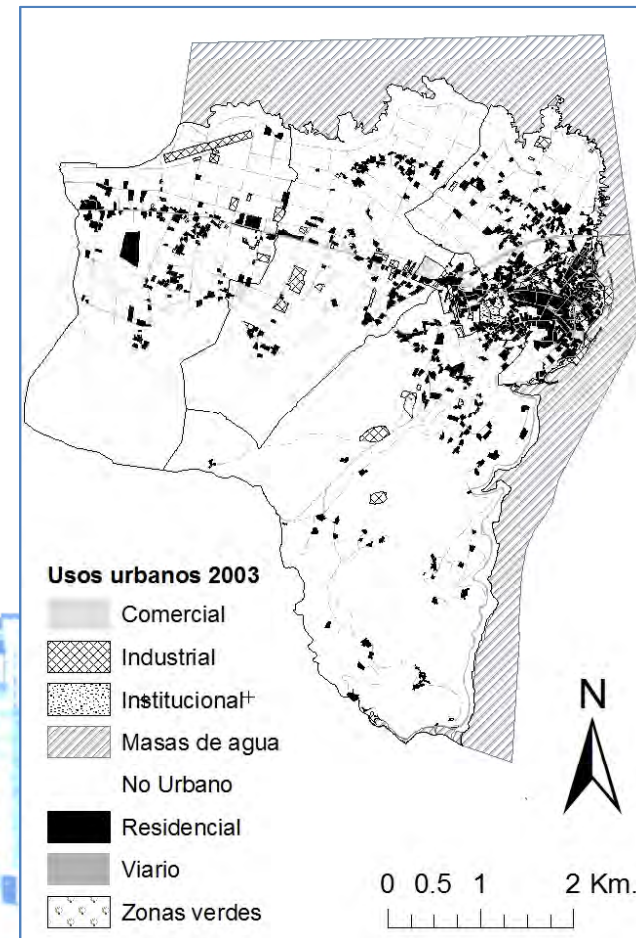 Usos urbanos 2003
Comercial
Industrial
Institucional
Masas de agua
No Urbano
Residencial
Viario
Zonas verdes
N
0 0.5 1 2 Km.